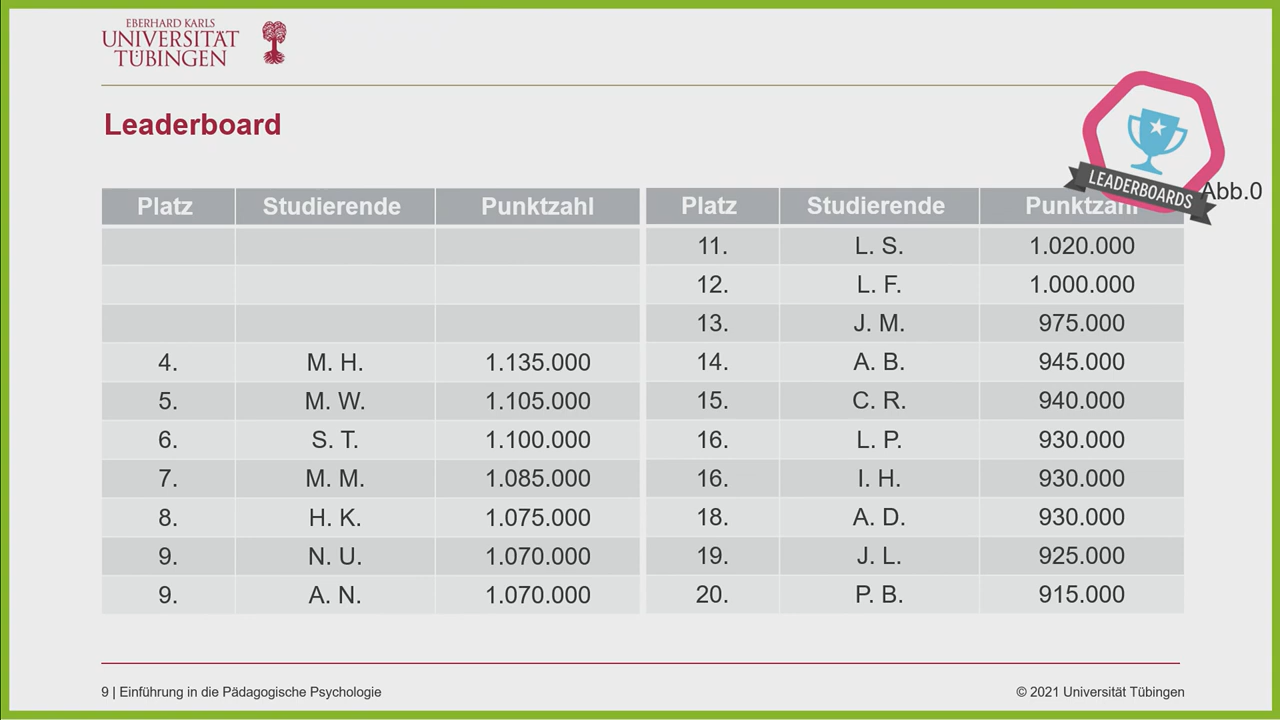 EBERHARD KARLS
UNIVERSITÄT
TÜBINGEN
Leaderboard
LEADERBOARDS
Abb.0
Platz Studierende Punktzahl
4. M. H. 1.135.000
5. M. W. 1.105.000
6. S. T. 1.100.000
7. M. M. 1.085.000
8. H. K. 1.075.000
9. N. U. 1.070.000
9. A. N. 1.070.000
Platz Studierende Punktzahl
11. L. S. 1.020.000
12. L. F. 1.000.000
13. J. M. 975.000
14. A. B. 945.000
15. C. R. 940.000
16. L. P. 930.000
16. I. H. 930.000
18. A. D. 930.000
19. J. L. 925.000
20. P. B. 915.000
9 | Einführung in die Pädagogische Psychologie
© 2021 Universität Tübingen